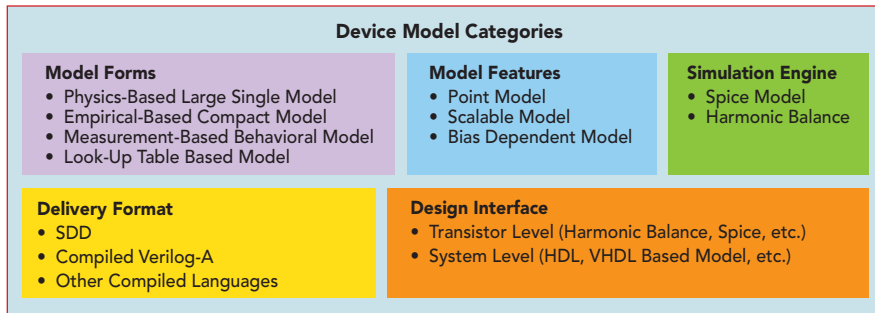 Device Model Categories
Model Forms
• Physics-Based Large Single Model
• Empirical-Based Compact Model
• Measurement-Based Behavioral Model
• Look-Up Table Based Model
Model Features
• Point Model
• Scalable Model
• Bias Dependent Model
Simulation Engine
• Spice Model
• Harmonic Balance
Delivery Format
• SDD
• Compiled Verilog-A
• Other Compiled Languages
Design Interface
• Transistor Level (Harmonic Balance, Spice, etc.)
• System Level (HDL, VHDL Based Model, etc.)